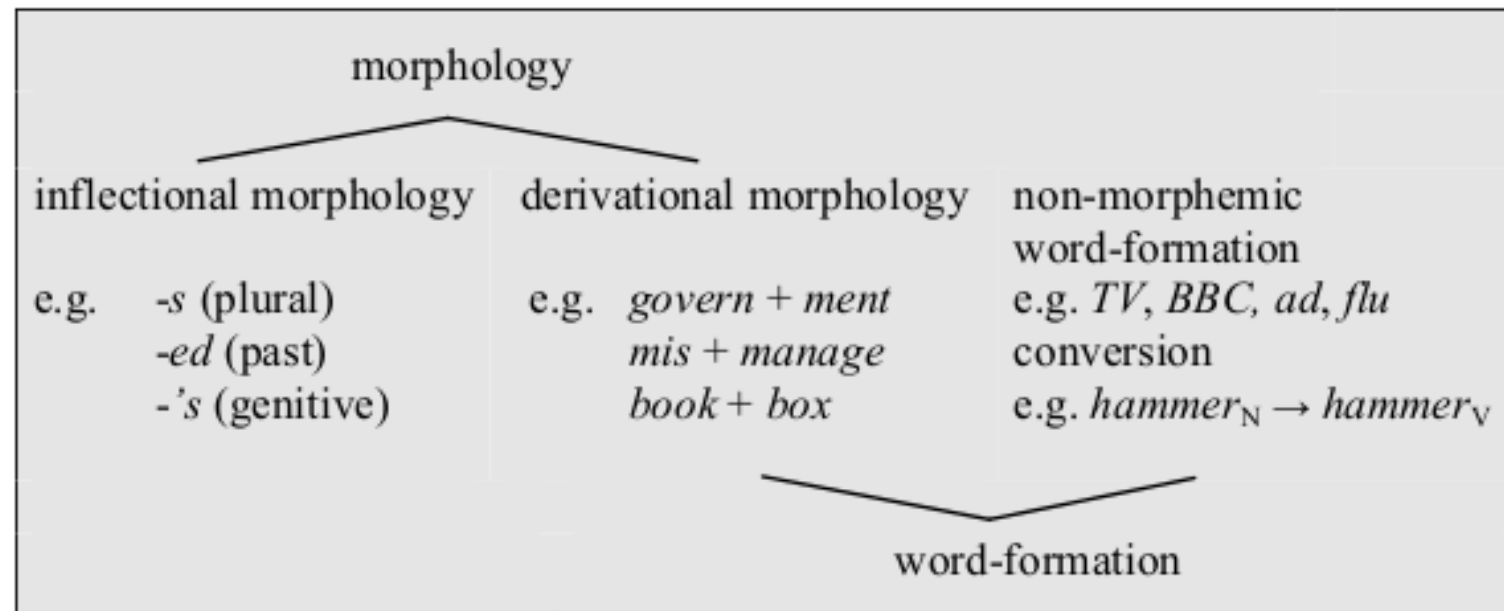 morphology
inflectional morphology
e.g. -s (plural)
-ed (past)
-'s (genitive)
derivational morphology
e.g. govern + ment
mis + manage
book + box
non-morphemic
word-formation
e.g. TV, BBC, ad, flu
conversion
e.g. hammerN → hammerV
word-formation